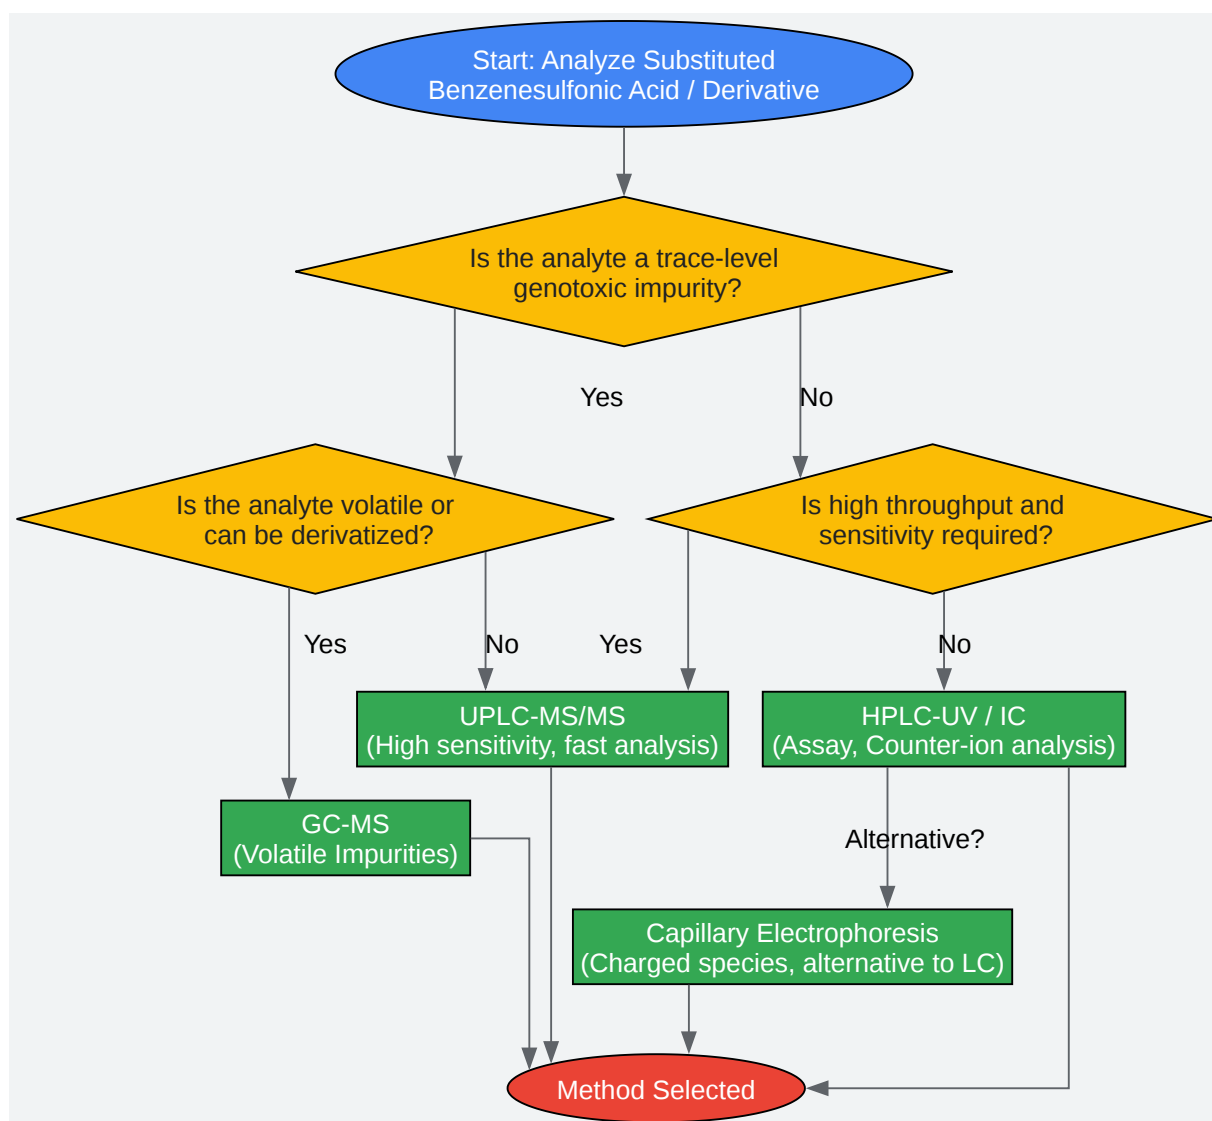 Start: Analyze Substituted
Benzenesulfonic Acid / Derivative
Is the analyte a trace-level
genotoxic impurity?
Yes
No
Is the analyte volatile or
can be derivatized?
Is high throughput and
sensitivity required?
Yes
No
Yes
No
UPLC-MS/MS
(High sensitivity, fast analysis)
HPLC-UV / IC
(Assay, Counter-ion analysis)
GC-MS
(Volatile Impurities)
Alternative?
Capillary Electrophoresis
(Charged species, alternative to LC)
Method Selected